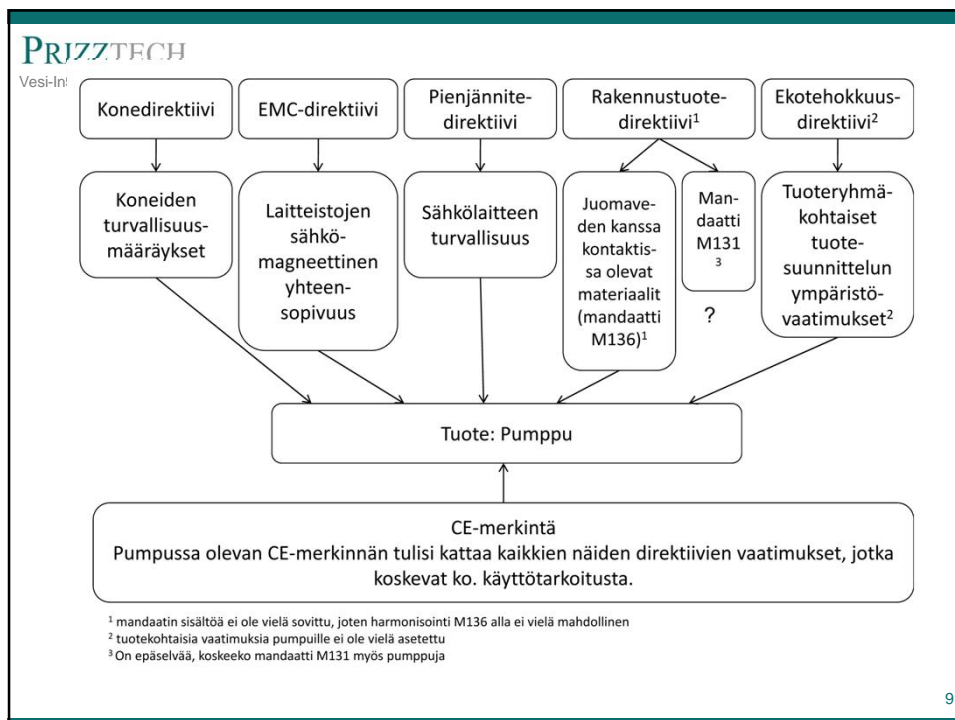 PRIZZTECH
Vesi-Ins
Konedirektiivi
EMC-direktiivi
Pienjännite-
direktiivi
Rakennustuote-
direktiivi¹
Ekotehokkuus-
direktiivi²
Koneiden
turvallisuus-
määräykset
Laitteistojen
sähkö-
magneettinen
yhteen-
sopivuus
Sähkölaitteen
turvallisuus
Juomave-
den kanssa
kontaktis-
sa olevat
materiaalit
(mandaatti
M136)¹
Man-
daatti
M131
3
?
Tuoteryhmä-
kohtaiset
tuote-
suunnittelun
ympäristö-
vaatimukset²
Tuote: Pumppu
CE-merkintä
Pumpussa olevan CE-merkinnän tulisi kattaa kaikkien näiden direktiivien vaatimukset, jotka
koskevat ko. käyttötarkoitusta.
¹ mandaatin sisältöä ei ole vielä sovittu, joten harmonisointi M136 alla ei vielä mahdollinen
² tuotekohtaisia vaatimuksia pumpuille ei ole vielä asetettu
³ On epäselvää, koskeeko mandaatti M131 myös pumppuja
9